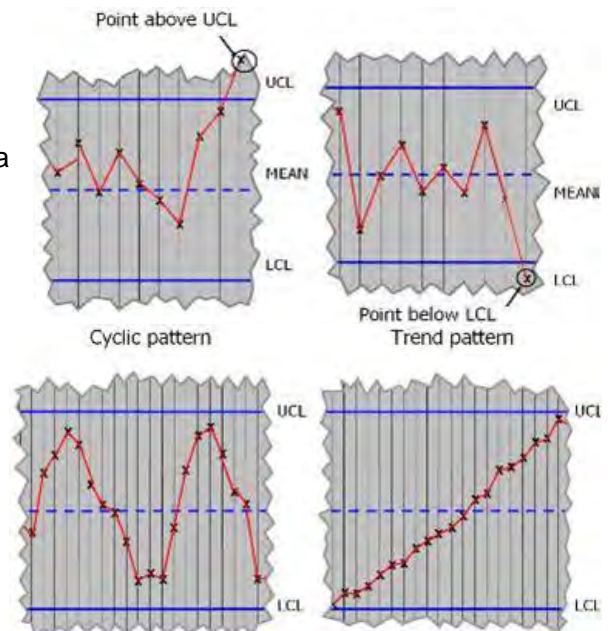 Point above UCL
UCL
a
MEAN
LCL
UCL
MEAN
LCL
Point below LCL
Cyclic pattern
Trend pattern
UCL
LCL
UCL
LCL